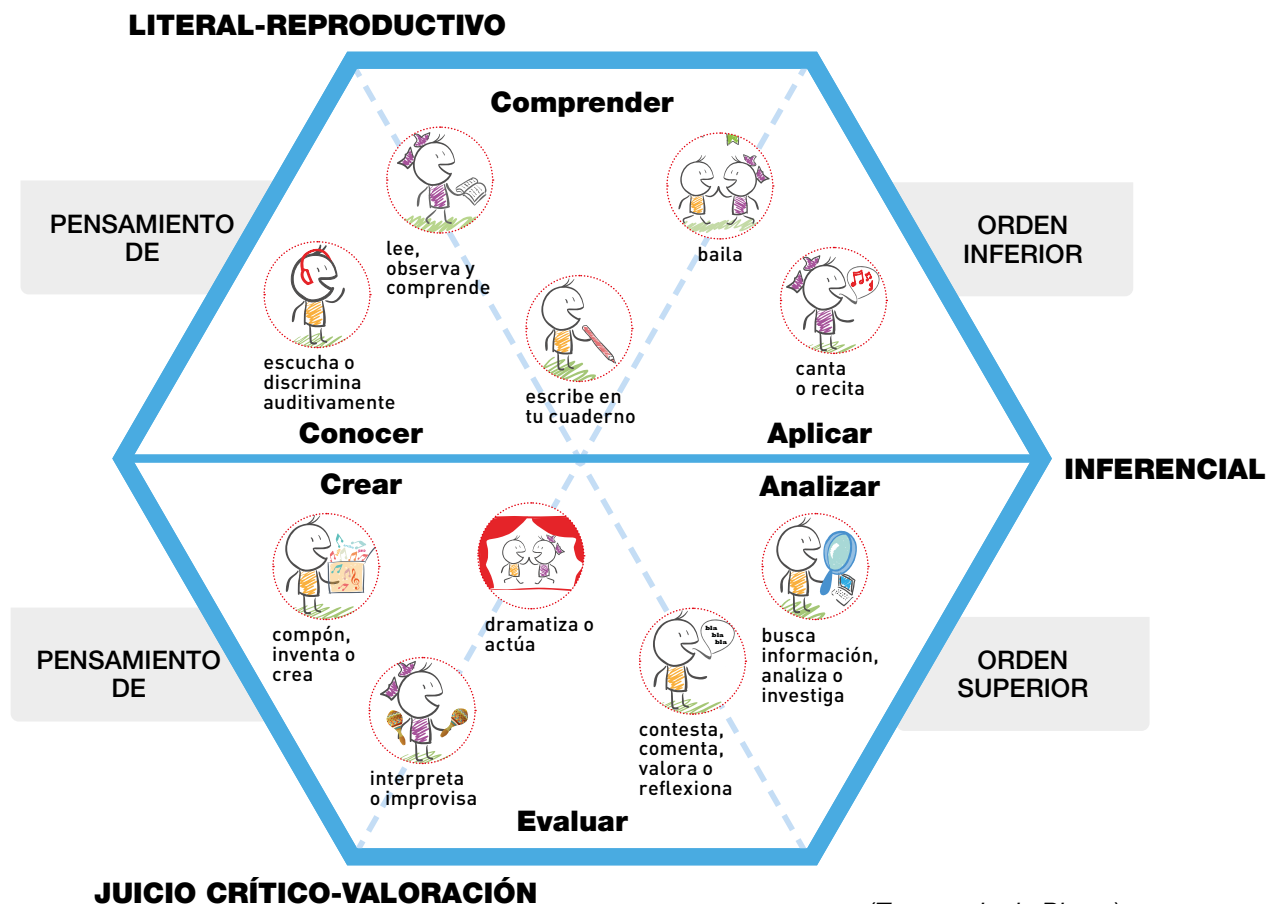 LITERAL-REPRODUCTIVO
Comprender
PENSAMIENTO
DE
ORDEN
INFERIOR
lee,
observa y
comprende
baila
escucha o
discrimina
auditivamente
escribe en
tu cuaderno
canta
o recita
Conocer
Aplicar
INFERENCIAL
Crear
Analizar
compón,
inventa o
crea
dramatiza o
actúa
bla
bla
bla
busca
información,
analiza o
investiga
PENSAMIENTO
DE
ORDEN
SUPERIOR
contesta,
comenta,
valora o
reflexiona
interpreta
o improvisa
Evaluar
JUICIO CRÍTICO-VALORACIÓN